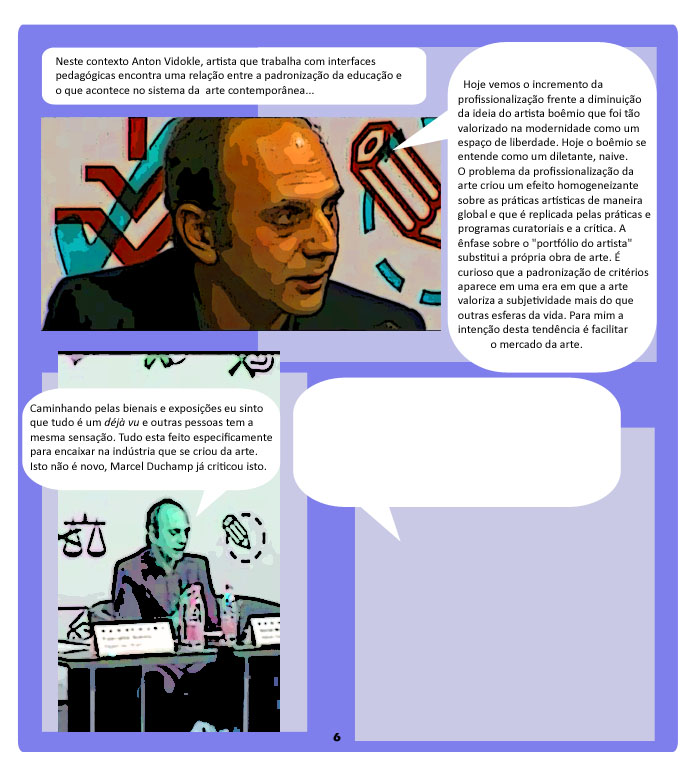 Neste contexto Anton Vidokle, artista que trabalha com interfaces
pedagógicas encontra uma relação entre a padronização da educação e
o que acontece no sistema da arte contemporânea...
Hoje vemos o incremento da
profissionalização frente a diminuição
da ideia do artista boêmio que foi tão
valorizado na modernidade como um
espaço de liberdade. Hoje o boêmio se
entende como um diletante, naive.
O problema da profissionalização da
arte criou um efeito homogeneizante
sobre as práticas artísticas de maneira
global e que é replicada pelas práticas e
programas curatoriais e a crítica. A
ênfase sobre o "portfólio do artista"
substitui a própria obra de arte. É
curioso que a padronização de critérios
aparece em uma era em que a arte
valoriza a subjetividade mais do que
outras esferas da vida. Para mim a
intenção desta tendência é facilitar
o mercado da arte.
Caminhando pelas bienais e exposições eu sinto
que tudo é um déjà vu e outras pessoas tem a
mesma sensação. Tudo esta feito especificamente
para encaixar na indústria que se criou da arte.
Isto não é novo, Marcel Duchamp já criticou isto.
6